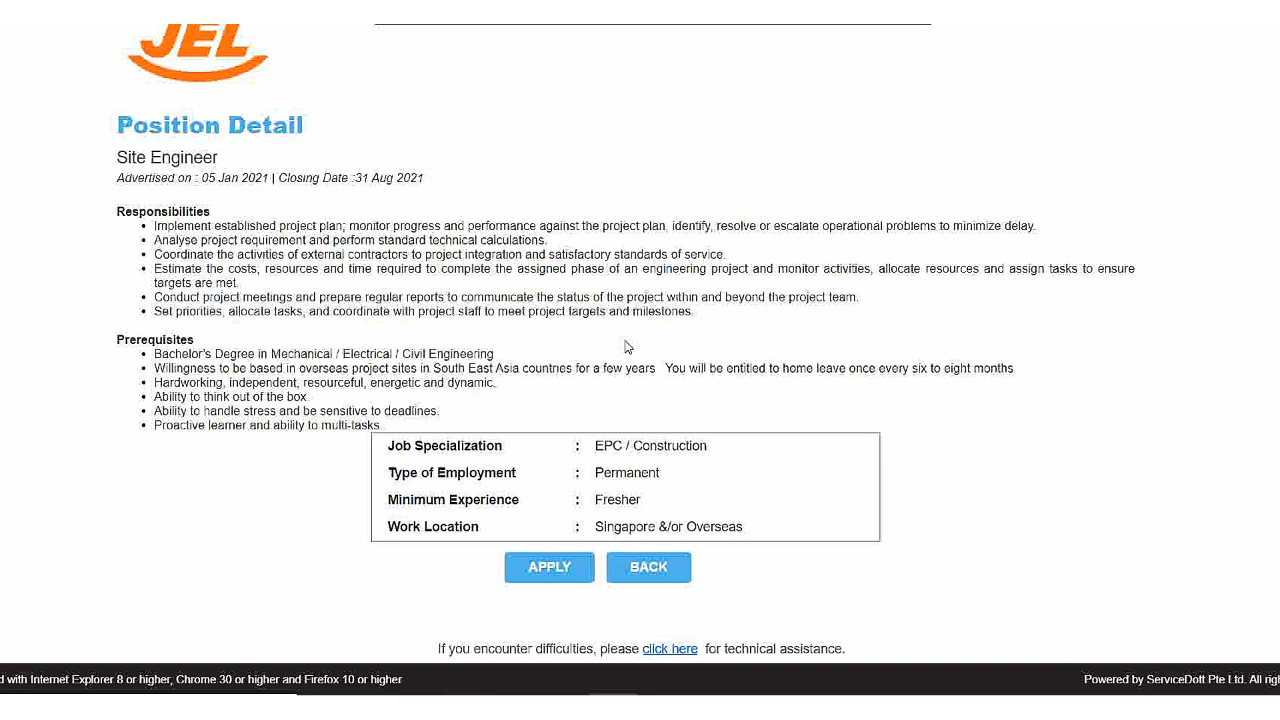 JEL
Position Detail
Site Engineer
Advertised on : 05 Jan 2021 | Closing Date :31 Aug 2021
Responsibilities
• Implement established project plan; monitor progress and performance against the project plan, identify, resolve or escalate operational problems to minimize delay.
• Analyse project requirement and perform standard technical calculations.
• Coordinate the activities of external contractors to project integration and satisfactory standards of service.
• Estimate the costs, resources and time required to complete the assigned phase of an engineering project and monitor activities, allocate resources and assign tasks to ensure
targets are met.
• Conduct project meetings and prepare regular reports to communicate the status of the project within and beyond the project team.
• Set priorities, allocate tasks, and coordinate with project staff to meet project targets and milestones.
Prerequisites
• Bachelor's Degree in Mechanical / Electrical / Civil Engineering
• Willingness to be based in overseas project sites in South East Asia countries for a few years You will be entitled to home leave once every six to eight months
• Hardworking, independent, resourceful, energetic and dynamic.
• Ability to think out of the box.
• Ability to handle stress and be sensitive to deadlines.
• Proactive learner and ability to multi-tasks.
Job Specialization : EPC / Construction
Type of Employment : Permanent
Minimum Experience : Fresher
Work Location : Singapore &/or Overseas
APPLY BACK
If you encounter difficulties, please click here for technical assistance.
d with Internet Explorer 8 or higher, Chrome 30 or higher and Firefox 10 or higher Powered by ServiceDott Pte Ltd. All righ